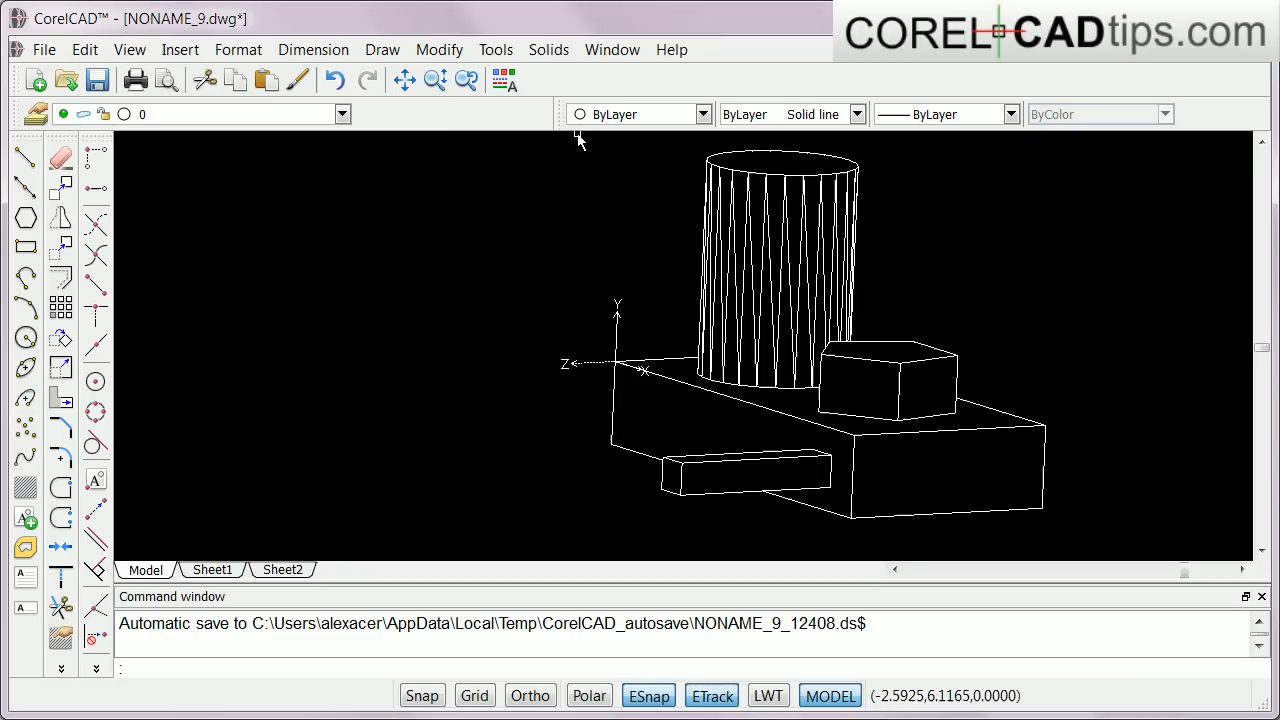 CorelCAD™ - [NONAME_9.dwg*]
COREL CADtips.com
File Edit View Insert Format Dimension Draw Modify Tools Solids Window Help
A
0
ByLayer
ByLayer Solid line
ByLayer
ByColor
Y
Z
X
A
A
A
A
Model Sheet1 Sheet2
Command window
Automatic save to C:\Users\alexacer\AppData\Local\Temp\CorelCAD_autosave\NONAME_9_12408.ds$
:
Snap Grid Ortho Polar ESnap ETrack LWT MODEL (-2.5925,6.1165,0.0000)